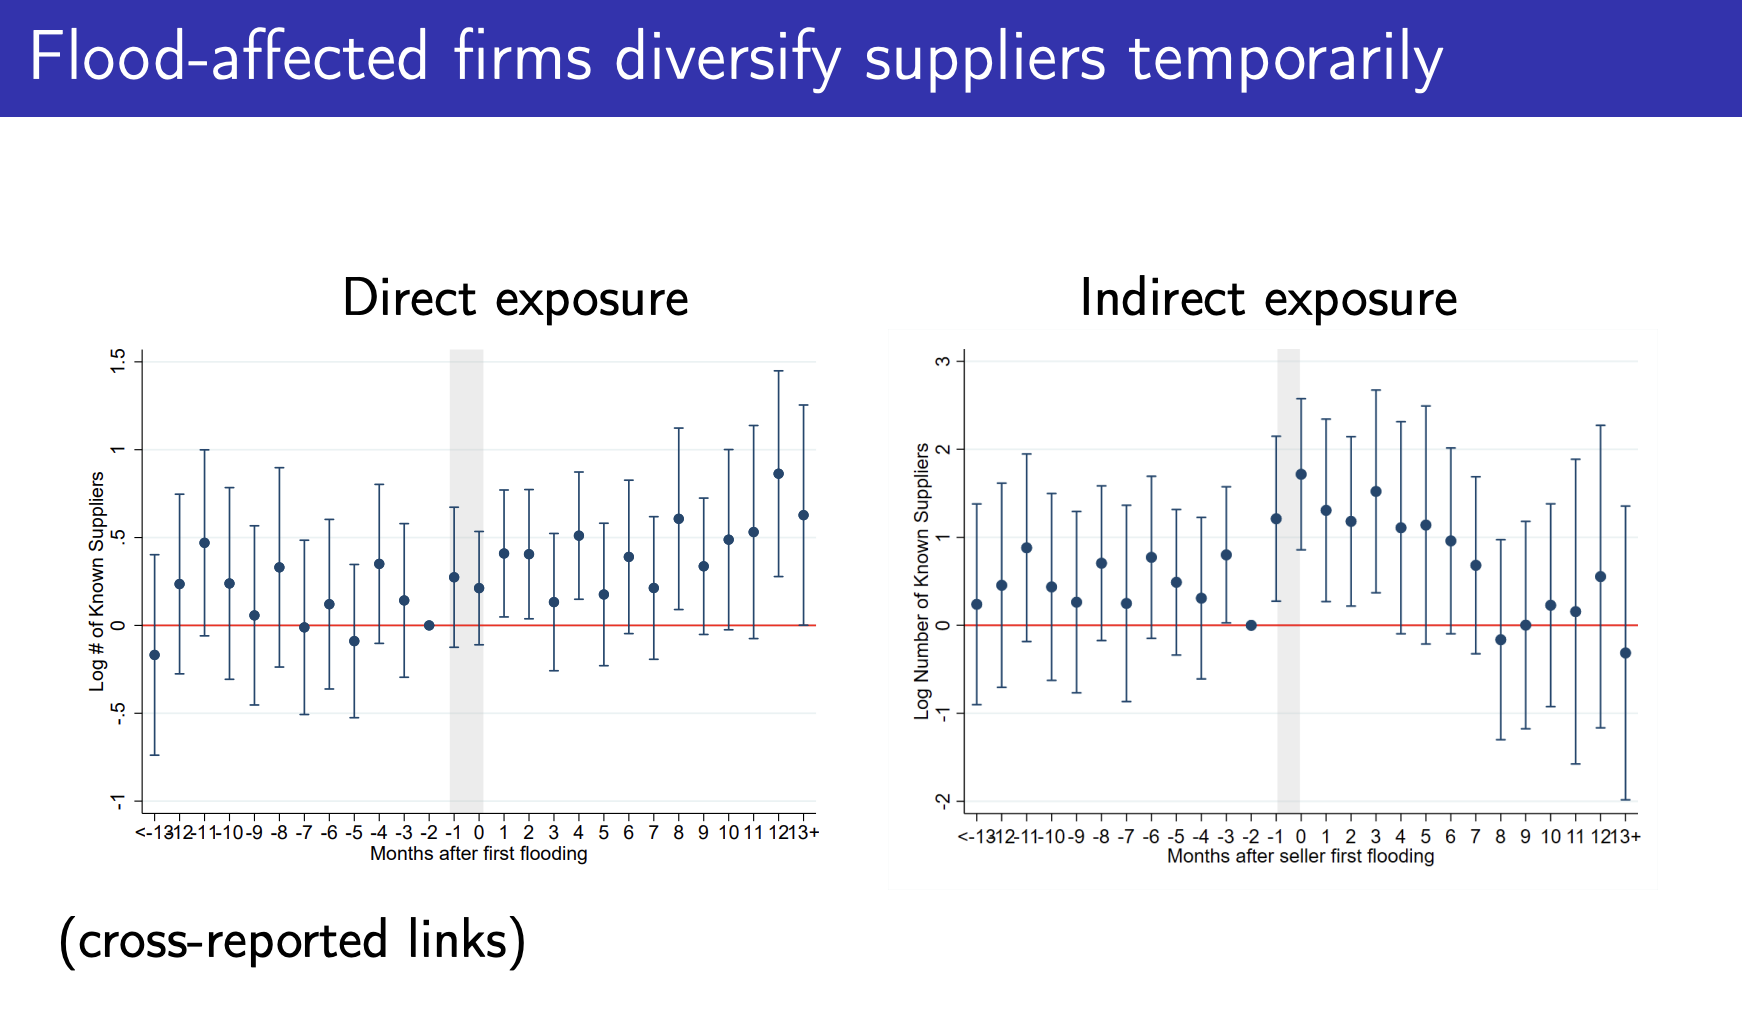 Flood-affected firms diversify suppliers temporarily
Direct exposure
Log # of Known Suppliers
1.5
1
.5
0
-.5
-1
<-13 -12 -11 -10 -9 -8 -7 -6 -5 -4 -3 -2 -1 0 1 2 3 4 5 6 7 8 9 10 11 12 13+
Months after first flooding
Indirect exposure
Log Number of Known Suppliers
3
2
1
0
-1
-2
<-13 -12 -11 -10 -9 -8 -7 -6 -5 -4 -3 -2 -1 0 1 2 3 4 5 6 7 8 9 10 11 12 13+
Months after seller first flooding
(cross-reported links)